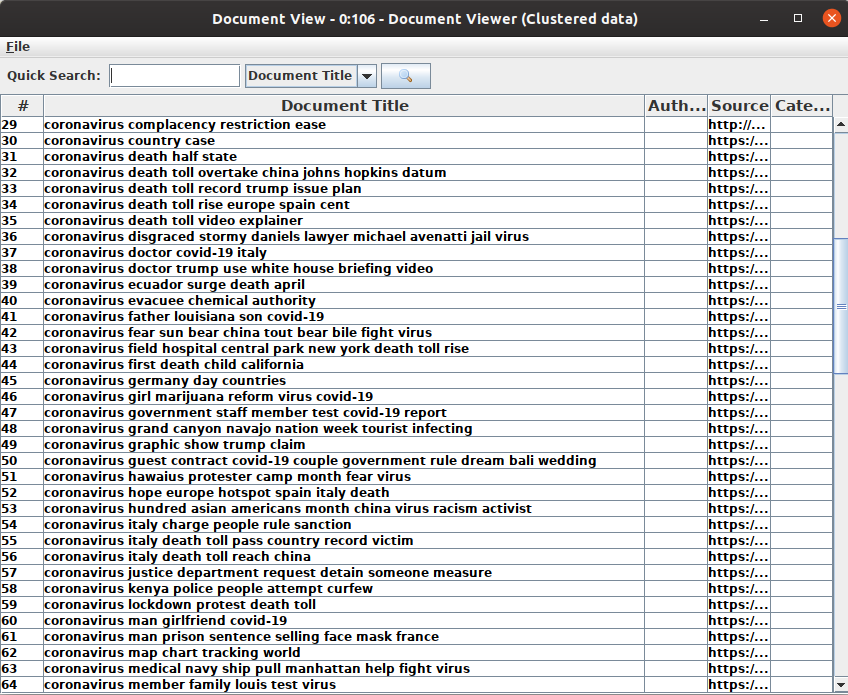 Document View - 0:106 - Document Viewer (Clustered data)
File
Quick Search: Document Title
# Document Title Auth... Source Cate...
29 coronavirus complacency restriction ease http://...
30 coronavirus country case https:/...
31 coronavirus death half state https:/...
32 coronavirus death toll overtake china johns hopkins datum https:/...
33 coronavirus death toll record trump issue plan https:/...
34 coronavirus death toll rise europe spain cent https:/...
35 coronavirus death toll video explainer https:/...
36 coronavirus disgraced stormy daniels lawyer michael avenatti jail virus https:/...
37 coronavirus doctor covid-19 italy https:/...
38 coronavirus doctor trump use white house briefing video https:/...
39 coronavirus ecuador surge death april https:/...
40 coronavirus evacuee chemical authority https:/...
41 coronavirus father louisiana son covid-19 https:/...
42 coronavirus fear sun bear china tout bear bile fight virus https:/...
43 coronavirus field hospital central park new york death toll rise https:/...
44 coronavirus first death child california https:/...
45 coronavirus germany day countries https:/...
46 coronavirus girl marijuana reform virus covid-19 https:/...
47 coronavirus government staff member test covid-19 report https:/...
48 coronavirus grand canyon navajo nation week tourist infecting https:/...
49 coronavirus graphic show trump claim https:/...
50 coronavirus guest contract covid-19 couple government rule dream bali wedding https:/...
51 coronavirus hawaius protester camp month fear virus https:/...
52 coronavirus hope europe hotspot spain italy death https:/...
53 coronavirus hundred asian americans month china virus racism activist https:/...
54 coronavirus italy charge people rule sanction https:/...
55 coronavirus italy death toll pass country record victim https:/...
56 coronavirus italy death toll reach china https:/...
57 coronavirus justice department request detain someone measure https:/...
58 coronavirus kenya police people attempt curfew https:/...
59 coronavirus lockdown protest death toll https:/...
60 coronavirus man girlfriend covid-19 https:/...
61 coronavirus man prison sentence selling face mask france https:/...
62 coronavirus map chart tracking world https:/...
63 coronavirus medical navy ship pull manhattan help fight virus https:/...
64 coronavirus member family louis test virus https:/...